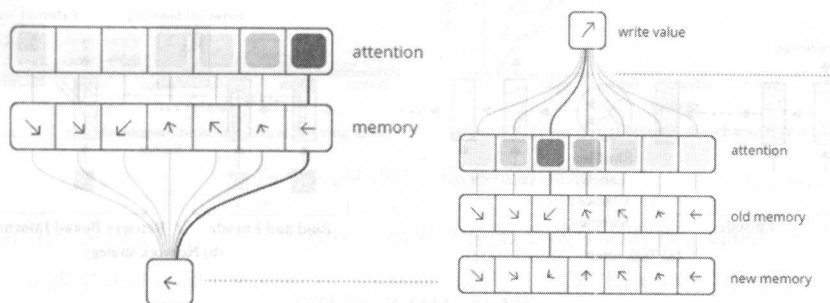 attention
memory
write value
attention
old memory
new memory